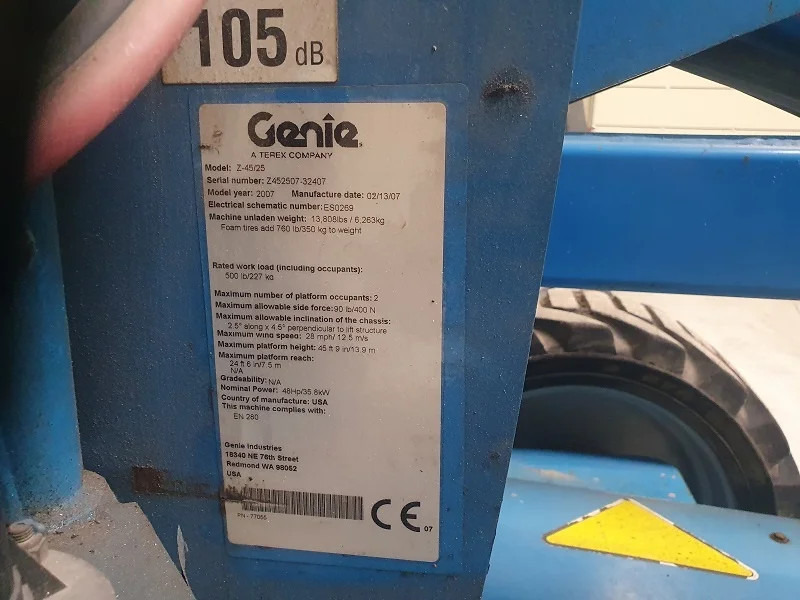 105 dB
Genie
A TEREX COMPANY
Model: Z-45/25
Serial number: Z452507-32407
Model year: 2007 Manufacture date: 02/13/07
Electrical schematic number: ES0269
Machine unladen weight: 13,808lbs / 6,263kg
Foam tires add 760 lb/350 kg to weight
Rated work load (including occupants):
500 lb/227 kg
Maximum number of platform occupants: 2
Maximum allowable side force: 90 lb/400 N
Maximum allowable inclination of the chassis:
2.5° along x 4.5° perpendicular to lift structure
Maximum wind speed: 28 mph/ 12.5 m/s
Maximum platform height: 45 ft 9 in/13.9 m
Maximum platform reach:
24 ft 6 in/7.5 m
N/A
Gradeability: N/A
Nominal Power: 48Hp/35.8kW
Country of manufacture: USA
This machine complies with:
EN 280
Genie Industries
18340 NE 76th Street
Redmond WA 98052
USA
PN - 77055
CE 07